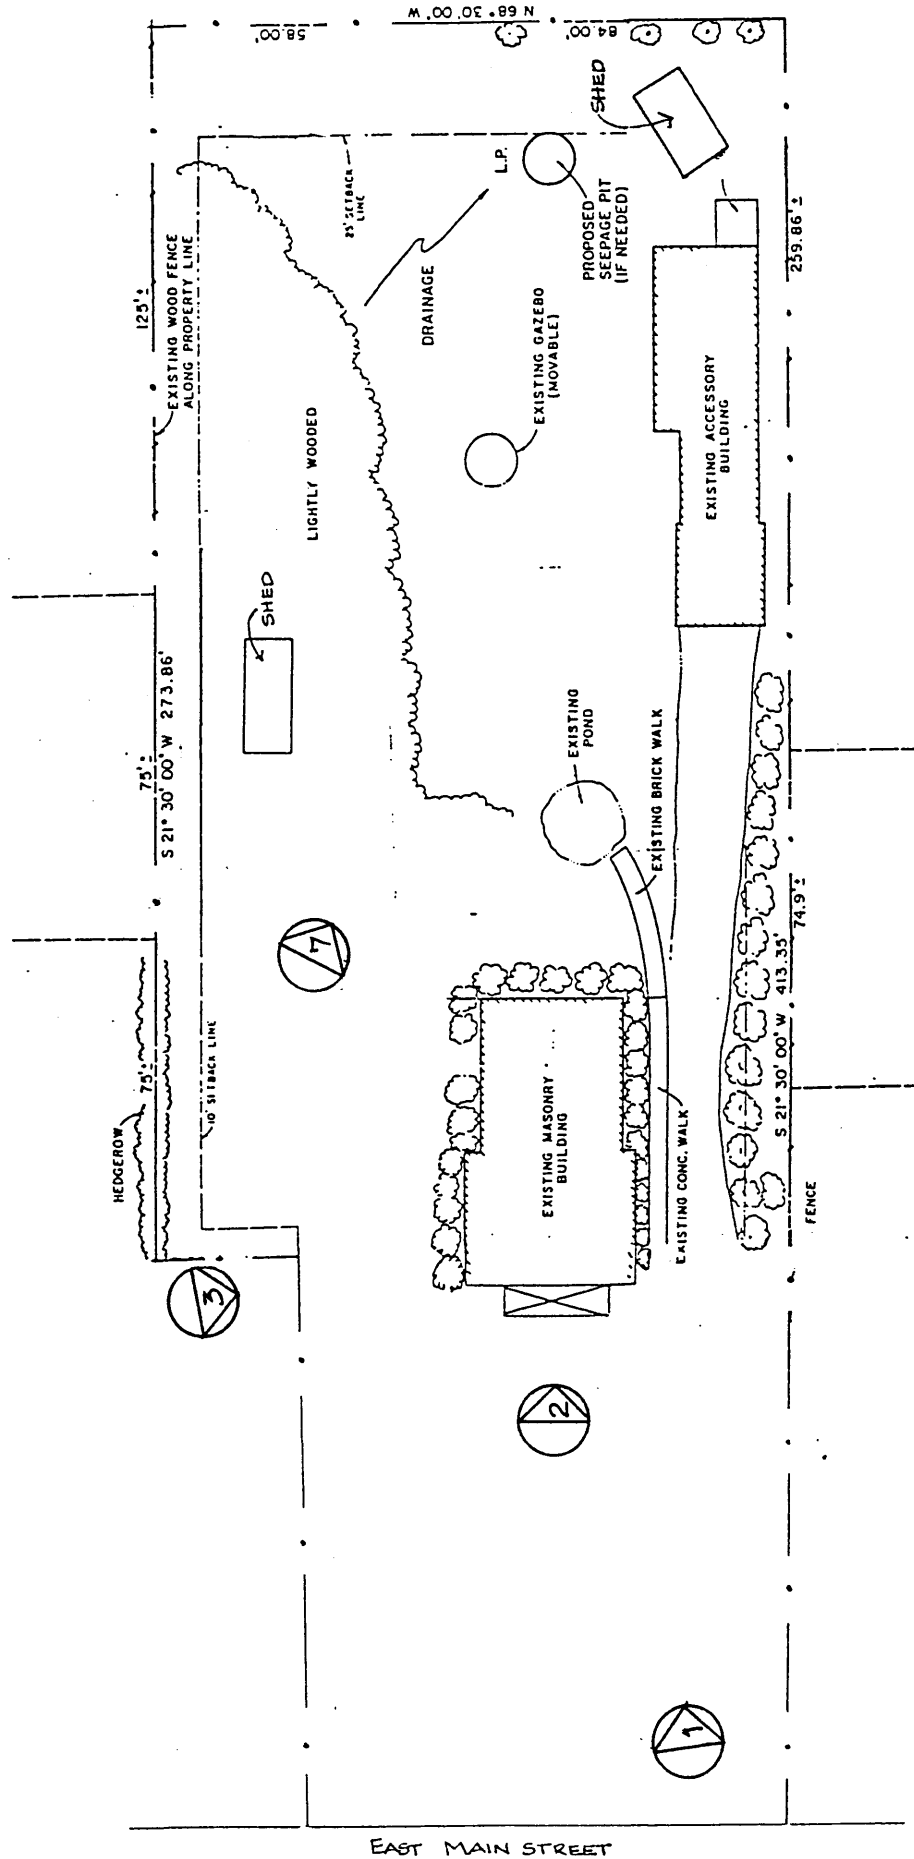 58.00'
N 68° 30' 00" W
84.00'
SHED
25' SETBACK
LINE
L.P.
PROPOSED
SEEPAGE PIT
(IF NEEDED)
DRAINAGE
125'±
EXISTING WOOD FENCE
ALONG PROPERTY LINE
259.86'±
EXISTING GAZEBO
(MOVABLE)
LIGHTLY WOODED
EXISTING ACCESSORY
BUILDING
SHED
75'±
S 21° 30' 00" W 273.86'
EXISTING
POND
EXISTING BRICK WALK
74.9'±
S 21° 30' 00" W 413.35'
7
75'±
10' SETBACK LINE
HEDGEROW
EXISTING MASONRY
BUILDING
EXISTING CONC. WALK
FENCE
3
2
1
EAST MAIN STREET